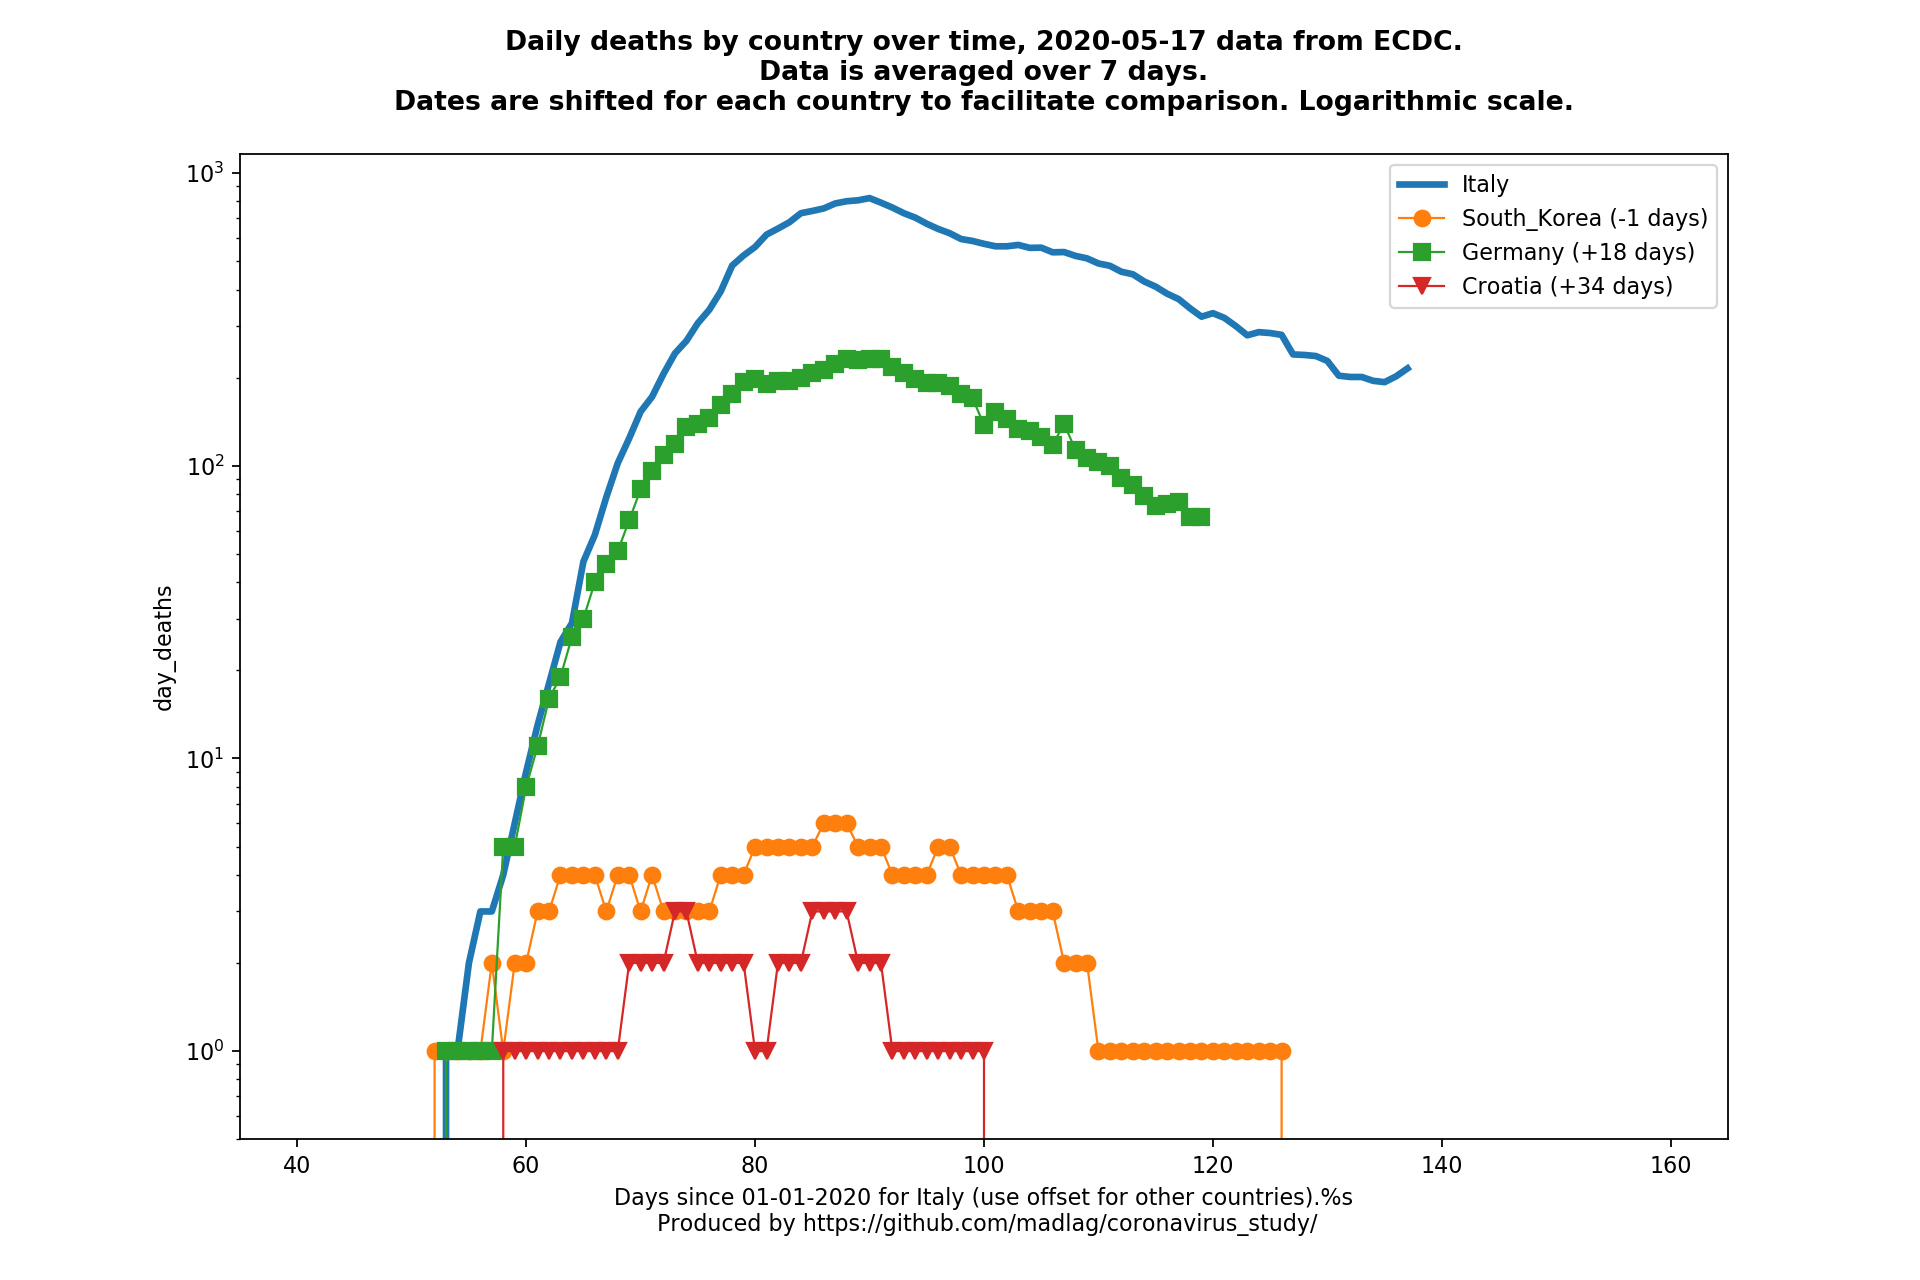 Daily deaths by country over time, 2020-05-17 data from ECDC.
Data is averaged over 7 days.
Dates are shifted for each country to facilitate comparison. Logarithmic scale.
10³
Italy
South_Korea (-1 days)
Germany (+18 days)
Croatia (+34 days)
10²
day_deaths
10¹
10⁰
40 60 80 100 120 140 160
Days since 01-01-2020 for Italy (use offset for other countries).%s
Produced by https://github.com/madlag/coronavirus_study/